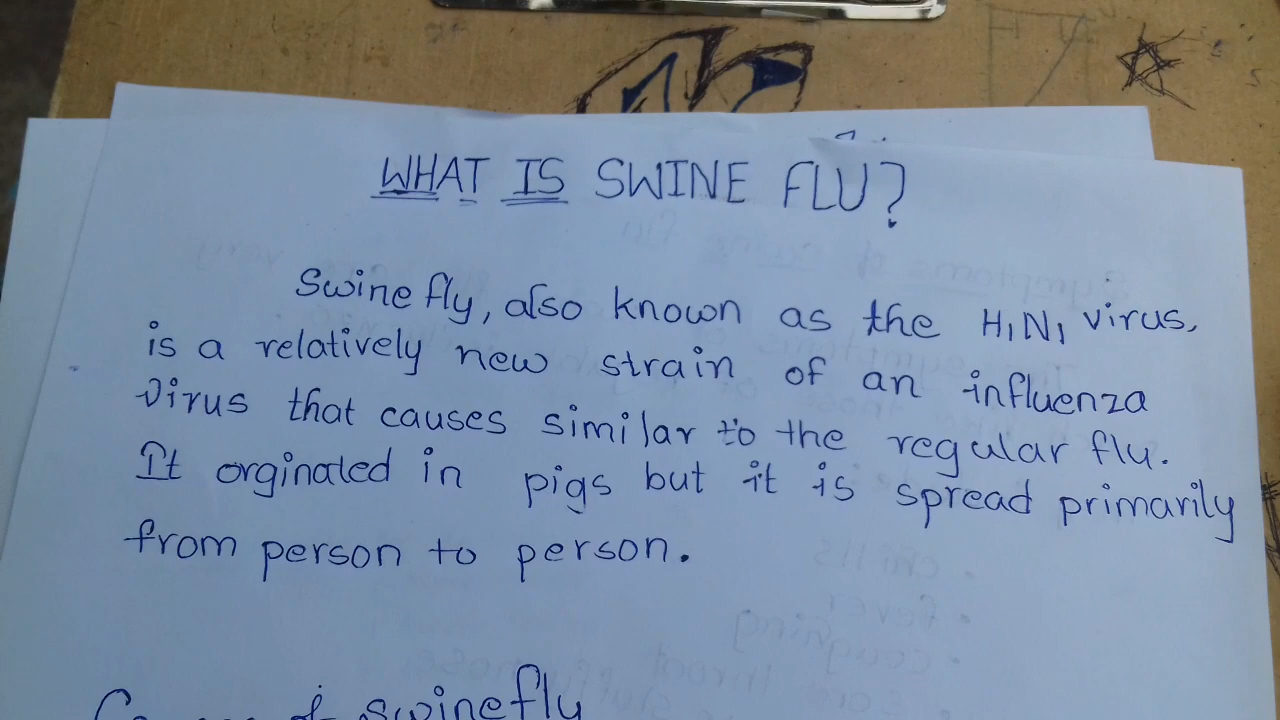 WHAT IS SWINE FLU?
Swine fly, also known as the H1N1 virus,
is a relatively new strain of an influenza
Virus that causes similar to the regular flu.
It orginated in pigs but it is spread primarily
from person to person.
swine fly